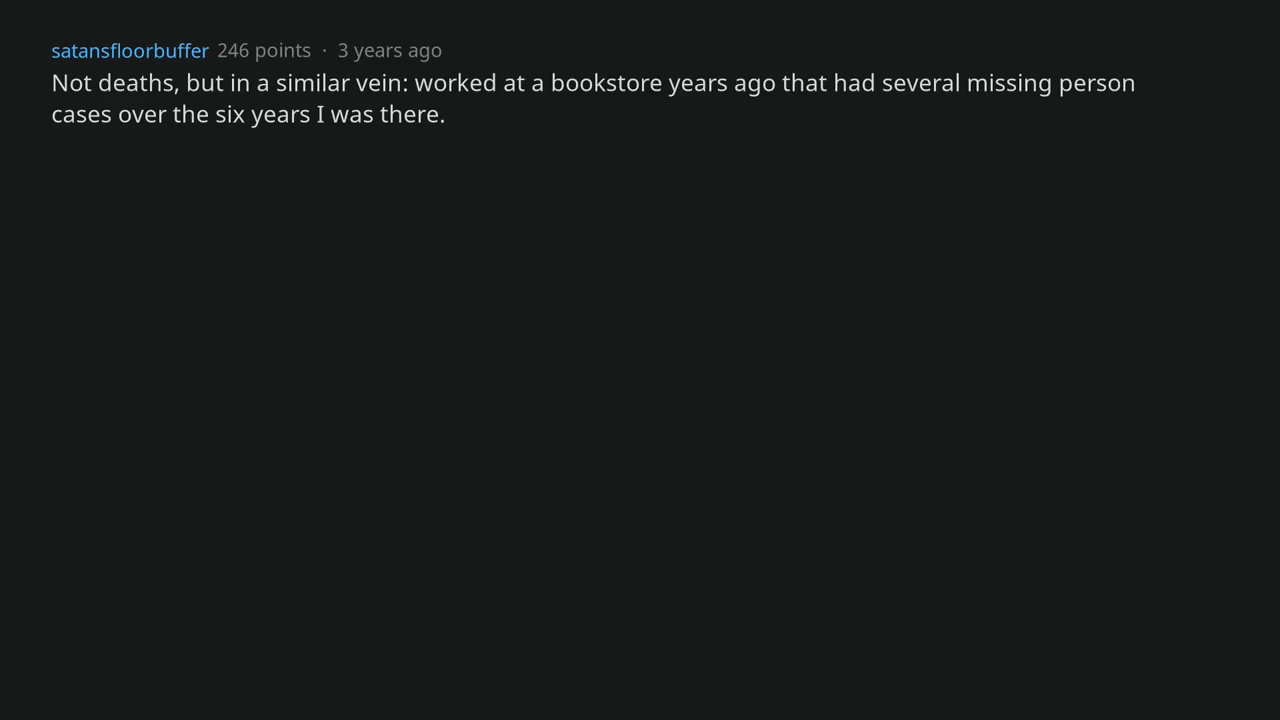 satansfloorbuffer 246 points · 3 years ago
Not deaths, but in a similar vein: worked at a bookstore years ago that had several missing person
cases over the six years I was there.